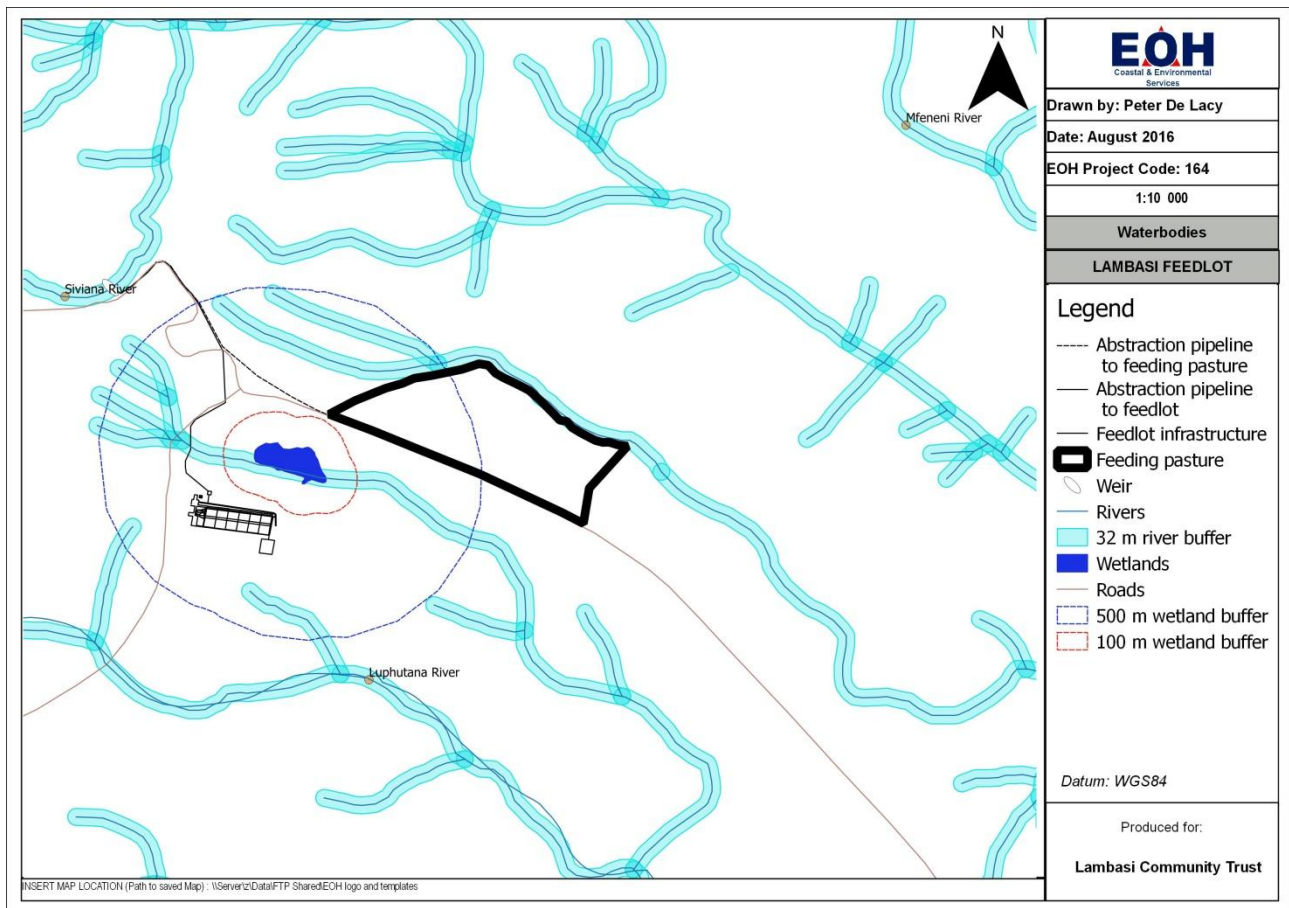 N
Mfeneni River
Siviana River
Luphutana River
INSERT MAP LOCATION (Path to saved Map) : \\Server\z\Data\FTP Shared\EOH logo and templates
EOH
Coastal & Environmental
Services
Drawn by: Peter De Lacy
Date: August 2016
EOH Project Code: 164
1:10 000
Waterbodies
LAMBASI FEEDLOT
Legend
Abstraction pipeline
to feeding pasture
Abstraction pipeline
to feedlot
Feedlot infrastructure
Feeding pasture
Weir
Rivers
32 m river buffer
Wetlands
Roads
500 m wetland buffer
100 m wetland buffer
Datum: WGS84
Produced for:
Lambasi Community Trust